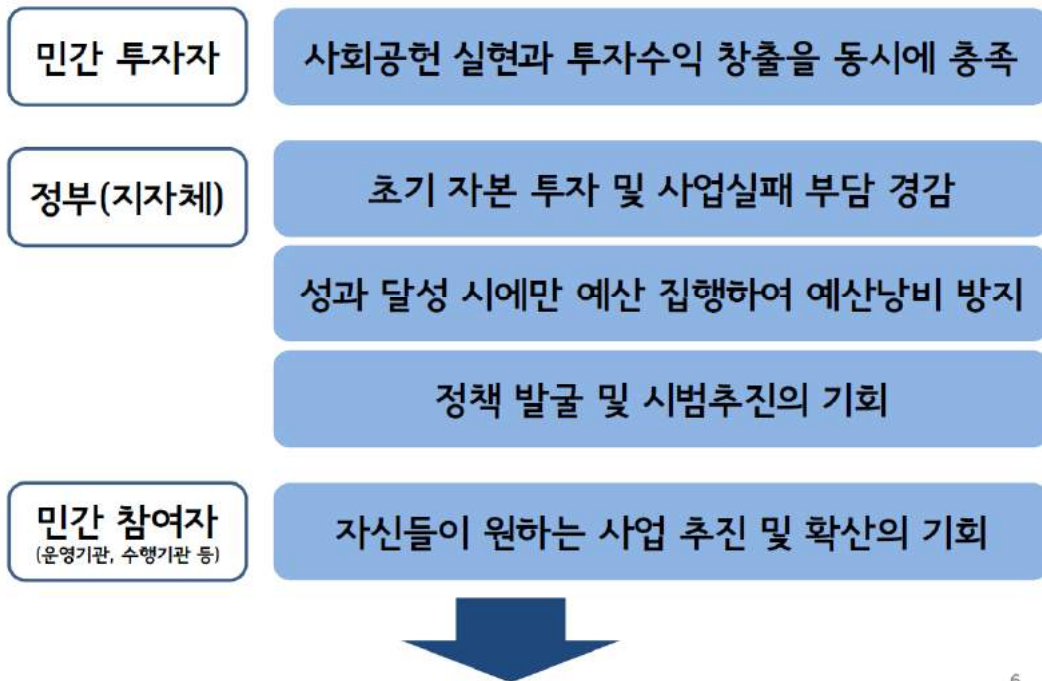 민간 투자자
사회공헌 실현과 투자수익 창출을 동시에 충족
정부(지자체)
초기 자본 투자 및 사업실패 부담 경감
성과 달성 시에만 예산 집행하여 예산낭비 방지
정책 발굴 및 시범추진의 기회
민간 참여자
(운영기관, 수행기관 등)
자신들이 원하는 사업 추진 및 확산의 기회
6